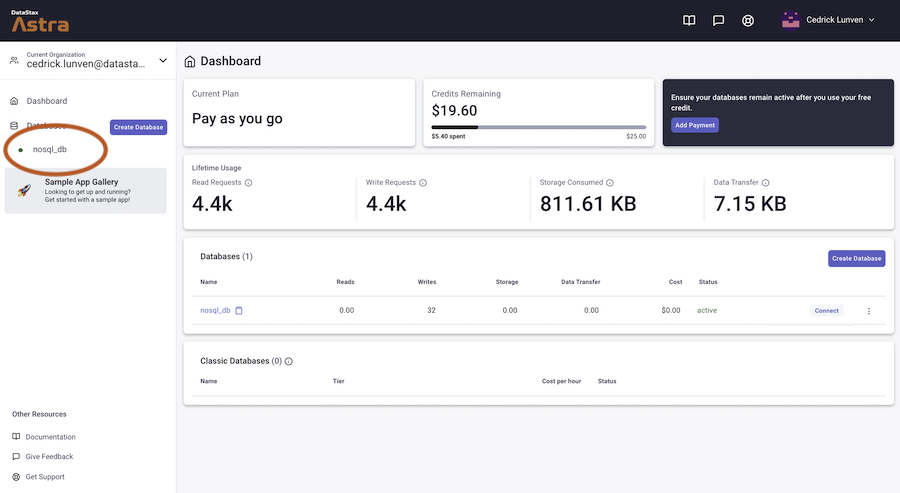 DataStax
Astra
Cedrick Lunven
Current Organization
cedrick.lunven@datasta...
Dashboard
Databases
Create Database
nosql_db
Sample App Gallery
Looking to get up and running?
Get started with a sample app!
Other Resources
Documentation
Give Feedback
Get Support
Dashboard
Current Plan
Pay as you go
Credits Remaining
$19.60
$5.40 spent $25.00
Ensure your databases remain active after you use your free
credit.
Add Payment
Lifetime Usage
Read Requests Write Requests Storage Consumed Data Transfer
4.4k 4.4k 811.61 KB 7.15 KB
Databases (1)
Create Database
Name Reads Writes Storage Data Transfer Cost Status
nosql_db 0.00 32 0.00 0.00 $0.00 active Connect
Classic Databases (0)
Name Tier Cost per hour Status